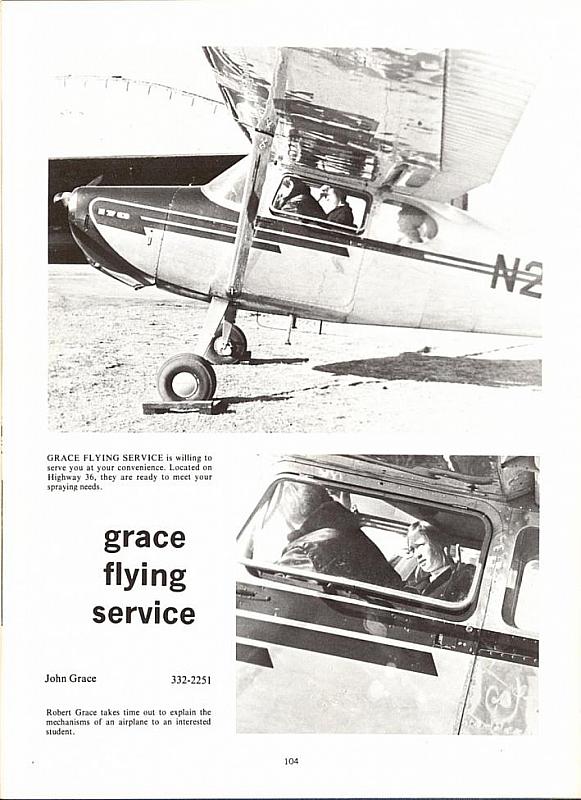 170
N2
GRACE FLYING SERVICE is willing to
serve you at your convenience. Located on
Highway 36, they are ready to meet your
spraying needs.
grace
flying
service
John Grace 332-2251
Robert Grace takes time out to explain the
mechanisms of an airplane to an interested
student.
104